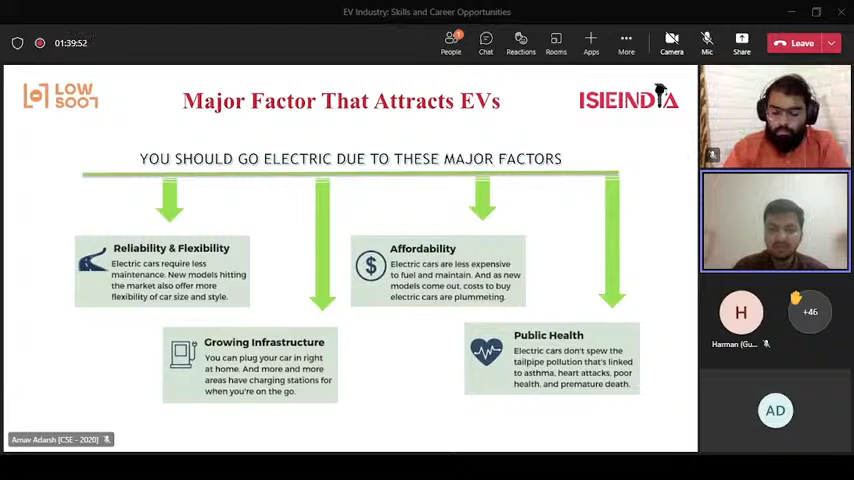 EV Industry: Skills and Career Opportunities
01:39:52
1
People
Chat
Reactions
Rooms
Apps
More
Camera
Mic
Share
Leave
LOW
SOOT
Major Factor That Attracts EVs
ISIEINDIA
YOU SHOULD GO ELECTRIC DUE TO THESE MAJOR FACTORS
Reliability & Flexibility
Electric cars require less
maintenance. New models hitting
the market also offer more
flexibility of car size and style.
$
Affordability
Electric cars are less expensive
to fuel and maintain. And as new
models come out, costs to buy
electric cars are plummeting.
Growing Infrastructure
You can plug your car in right
at home. And more and more
areas have charging stations for
when you're on the go.
Public Health
Electric cars don't spew the
tailpipe pollution that's linked
to asthma, heart attacks, poor
health, and premature death.
H
+46
Harman (Gu...
AD
Arnav Adarsh [CSE - 2020]